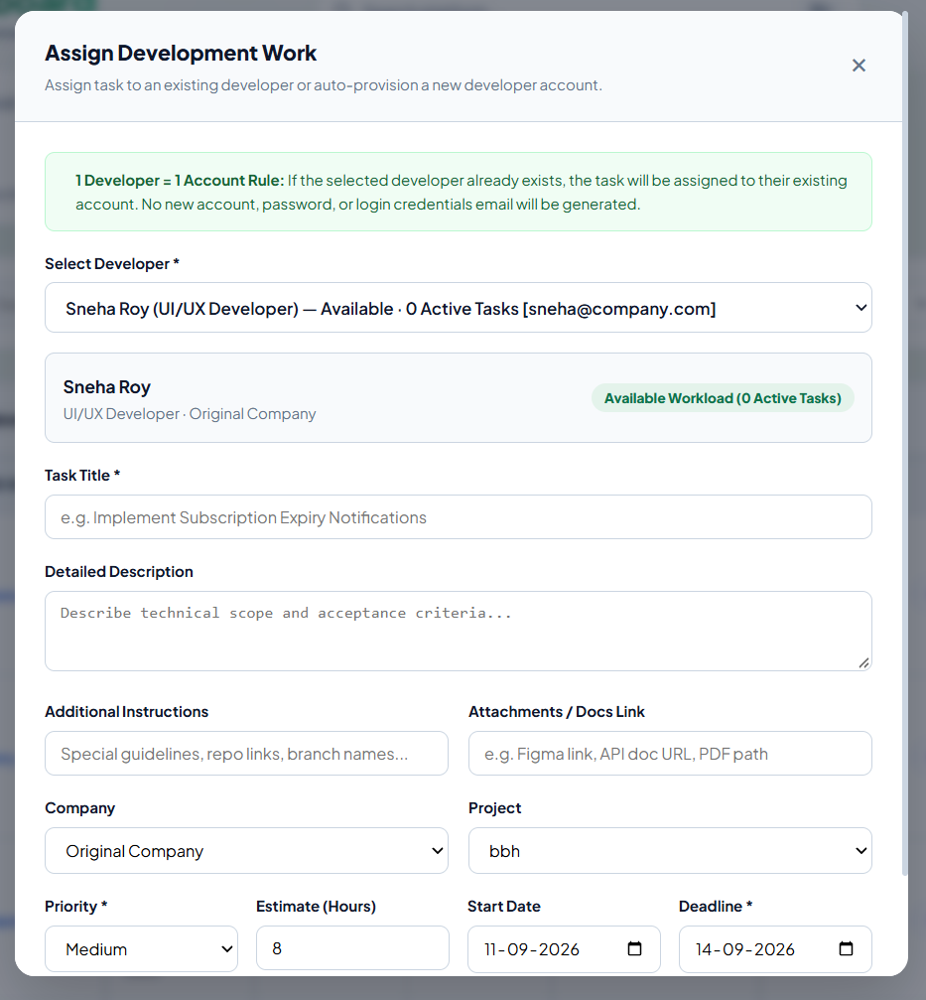 Assign Development Work
Assign task to an existing developer or auto-provision a new developer account.
✕
1 Developer = 1 Account Rule: If the selected developer already exists, the task will be assigned to their existing
account. No new account, password, or login credentials email will be generated.
Select Developer *
Sneha Roy (UI/UX Developer) — Available · 0 Active Tasks [sneha@company.com]
Sneha Roy
UI/UX Developer · Original Company
Available Workload (0 Active Tasks)
Task Title *
e.g. Implement Subscription Expiry Notifications
Detailed Description
Describe technical scope and acceptance criteria...
Additional Instructions
Attachments / Docs Link
Special guidelines, repo links, branch names...
e.g. Figma link, API doc URL, PDF path
Company
Project
Original Company
bbh
Priority *
Estimate (Hours)
Start Date
Deadline *
Medium
8
11-09-2026
14-09-2026